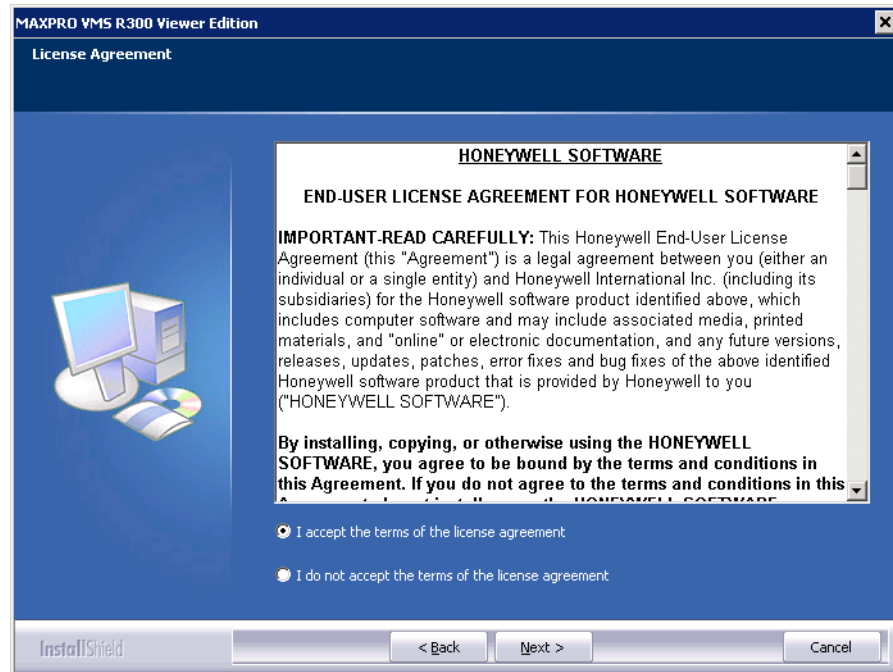 MAXPRO VMS R300 Viewer Edition
License Agreement
HONEYWELL SOFTWARE
END-USER LICENSE AGREEMENT FOR HONEYWELL SOFTWARE
IMPORTANT-READ CAREFULLY: This Honeywell End-User License
Agreement (this "Agreement") is a legal agreement between you (either an
individual or a single entity) and Honeywell International Inc. (including its
subsidiaries) for the Honeywell software product identified above, which
includes computer software and may include associated media, printed
materials, and "online" or electronic documentation, and any future versions,
releases, updates, patches, error fixes and bug fixes of the above identified
Honeywell software product that is provided by Honeywell to you
("HONEYWELL SOFTWARE").
By installing, copying, or otherwise using the HONEYWELL
SOFTWARE, you agree to be bound by the terms and conditions in
this Agreement. If you do not agree to the terms and conditions in this
I accept the terms of the license agreement
I do not accept the terms of the license agreement
InstallShield
< Back
Next >
Cancel